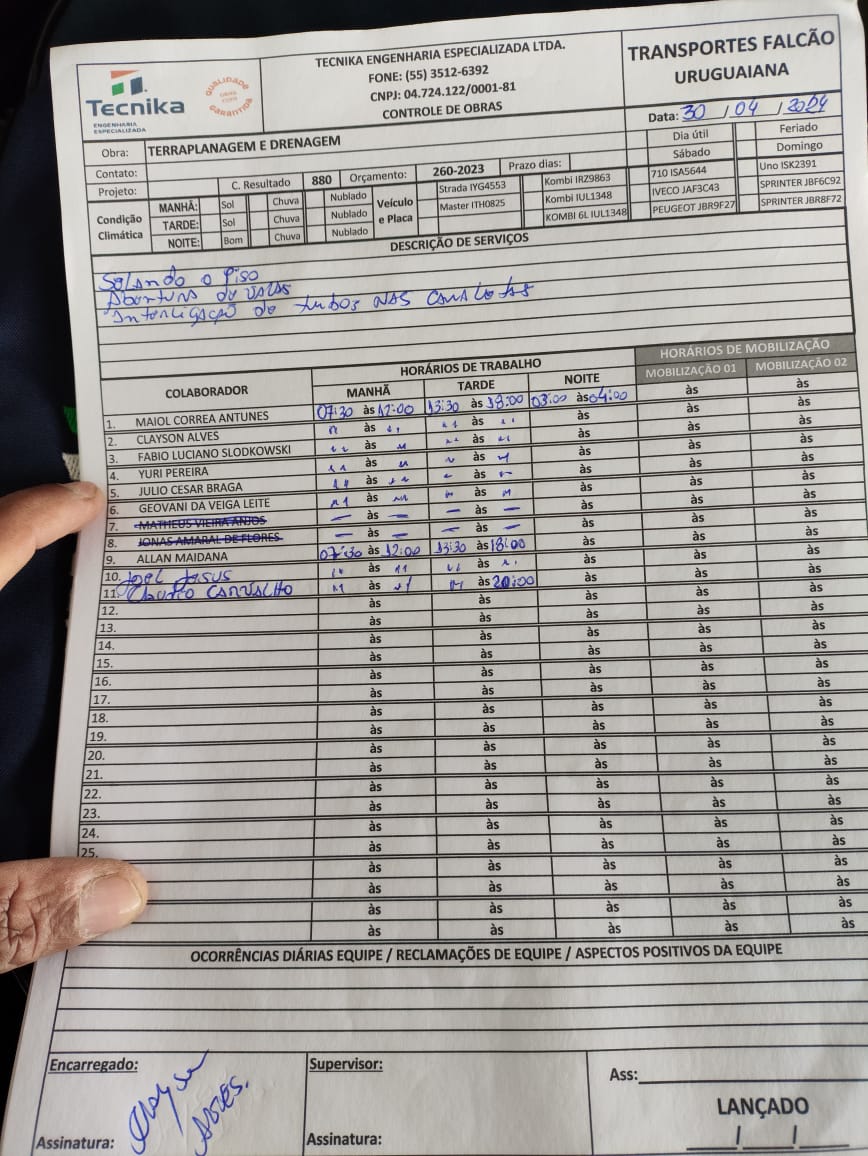 Tecnika
ENGENHARIA
ESPECIALIZADA
QUALIDADE
GARANTIDA
TECNIKA ENGENHARIA ESPECIALIZADA LTDA.
FONE: (55) 3512-6392
CNPJ: 04.724.122/0001-81
CONTROLE DE OBRAS
TRANSPORTES FALCÃO
URUGUAIANA
Data: 30 / 04 / 2024
Obra: TERRAPLANAGEM E DRENAGEM
Dia útil Feriado
Contato:
Sábado Domingo
Projeto: C. Resultado 880 Orçamento: 260-2023 Prazo dias:
Condição Climática
MANHÃ: Sol Chuva Nublado
TARDE: Sol Chuva Nublado
NOITE: Bom Chuva Nublado
Veículo e Placa
Strada IYG4553 Kombi IRZ9863 710 ISA5644 Uno ISK2391
Master ITH0825 Kombi IUL1348 IVECO JAF3C43 SPRINTER JBF6C92
KOMBI 6L IUL1348 PEUGEOT JBR9F27 SPRINTER JBR8F72
DESCRIÇÃO DE SERVIÇOS
Solando o Piso
Abertura de valas
Interligação de tubos nas canaletas
COLABORADOR HORÁRIOS DE TRABALHO HORÁRIOS DE MOBILIZAÇÃO
MANHÃ TARDE NOITE MOBILIZAÇÃO 01 MOBILIZAÇÃO 02
1. MAIOL CORREA ANTUNES 07:30 às 12:00 13:30 às 18:00 03:00 às 04:00 às às
2. CLAYSON ALVES " às " " às " às às às
3. FABIO LUCIANO SLODKOWSKI " às " " às " às às às
4. YURI PEREIRA " às " " às " às às às
5. JULIO CESAR BRAGA " às " " às " às às às
6. GEOVANI DA VEIGA LEITE " às " " às " às às às
7. MATHEUS VIEIRA ANJOS — às — — às — às às às
8. JONAS AMARAL DE FLORES — às — — às — às às às
9. ALLAN MAIDANA 07:30 às 12:00 13:30 às 18:00 às às às
10. Joel Jesus " às " " às " às às às
11. Claudio CARVALHO " às " " às 20:00 às às às
12. às às às às às
13. às às às às às
14. às às às às às
15. às às às às às
16. às às às às às
17. às às às às às
18. às às às às às
19. às às às às às
20. às às às às às
21. às às às às às
22. às às às às às
23. às às às às às
24. às às às às às
25. às às às às às
às às às às às
às às às às às
às às às às às
às às às às às
OCORRÊNCIAS DIÁRIAS EQUIPE / RECLAMAÇÕES DE EQUIPE / ASPECTOS POSITIVOS DA EQUIPE
Encarregado: Supervisor: Ass:
Clayson
Alves.
LANÇADO
Assinatura: Assinatura: / /